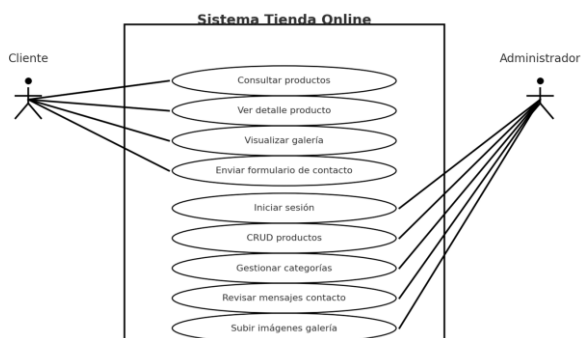 Sistema Tienda Online
Cliente
Administrador
Consultar productos
Ver detalle producto
Visualizar galería
Enviar formulario de contacto
Iniciar sesión
CRUD productos
Gestionar categorías
Revisar mensajes contacto
Subir imágenes galería